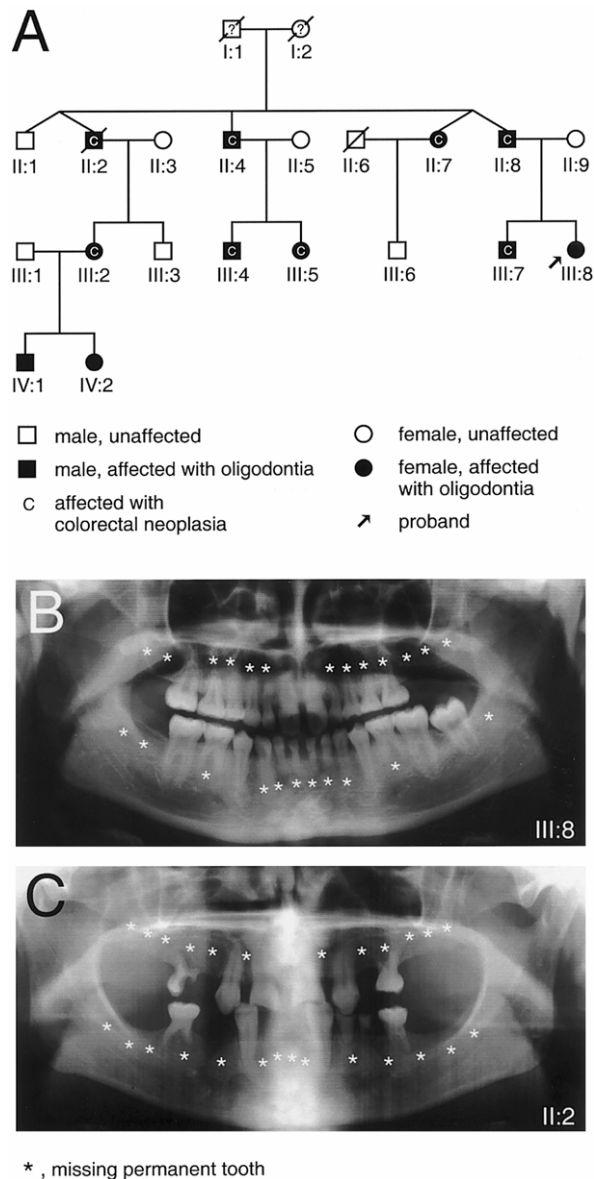 A
? ?
I:1 I:2
C C C C
II:1 II:2 II:3 II:4 II:5 II:6 II:7 II:8 II:9
C C C C
III:1 III:2 III:3 III:4 III:5 III:6 III:7 III:8
IV:1 IV:2
male, unaffected female, unaffected
male, affected with oligodontia female, affected
with oligodontia
C affected with
colorectal neoplasia
proband
B
III:8
C
II:2
* , missing permanent tooth